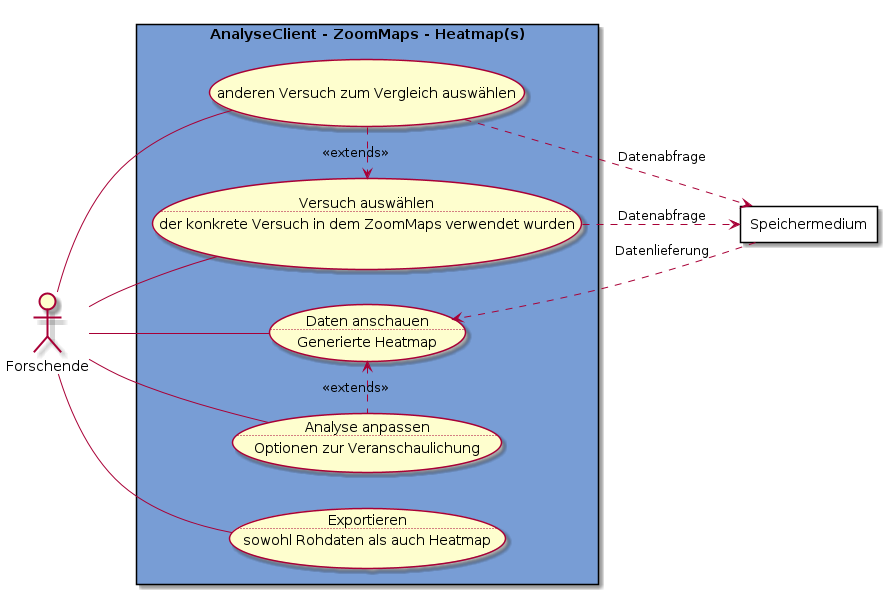 AnalyseClient - ZoomMaps - Heatmap(s)
anderen Versuch zum Vergleich auswählen
Datenabfrage
«extends»
Versuch auswählen
der konkrete Versuch in dem ZoomMaps verwendet wurden
Datenabfrage
Speichermedium
Datenlieferung
Daten anschauen
Generierte Heatmap
Forschende
«extends»
Analyse anpassen
Optionen zur Veranschaulichung
Exportieren
sowohl Rohdaten als auch Heatmap